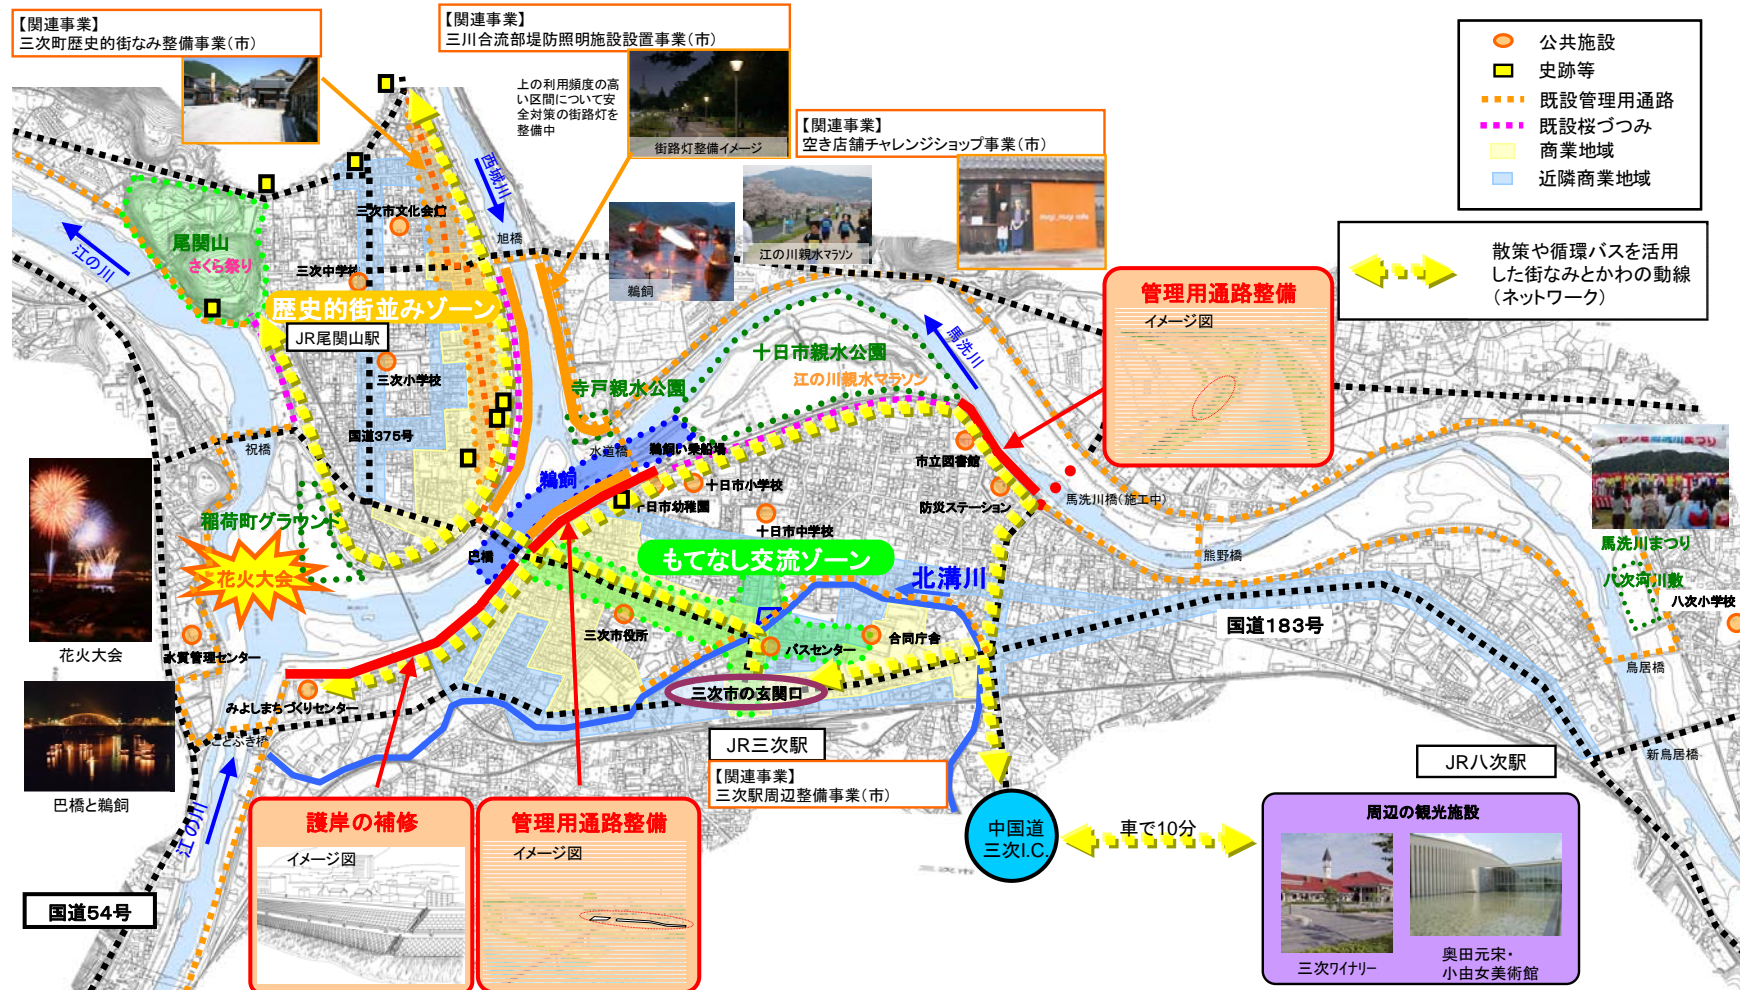 【関連事業】
三次町歴史的街なみ整備事業(市)
【関連事業】
三川合流部堤防照明施設設置事業(市)
上の利用頻度の高
い区間について安
全対策の街路灯を
整備中
街路灯整備イメージ
【関連事業】
空き店舗チャレンジショップ事業(市)
公共施設
史跡等
既設管理用通路
既設桜づつみ
商業地域
近隣商業地域
散策や循環バスを活用
した街なみとかわの動線
(ネットワーク)
西城川
旭橋
鵜飼
江の川親水マラソン
三次市文化会館
尾関山
さくら祭り
江の川
三次中学校
歴史的街並みゾーン
JR尾関山駅
三次小学校
国道375号
祝橋
管理用通路整備
イメージ図
馬洗川
十日市親水公園
江の川親水マラソン
寺戸親水公園
水道橋
鵜飼い乗船場
鵜飼
十日市小学校
十日市幼稚園
十日市中学校
市立図書館
防災ステーション
馬洗川橋(施工中)
熊野橋
馬洗川まつり
八次河川敷
八次小学校
鳥居橋
新鳥居橋
稲荷町グラウンド
花火大会
花火大会
水質管理センター
巴橋
もてなし交流ゾーン
北溝川
三次市役所
バスセンター
合同庁舎
国道183号
三次市の玄関口
みよしまちづくりセンター
ことぶき橋
巴橋と鵜飼
江の川
国道54号
JR三次駅
【関連事業】
三次駅周辺整備事業(市)
JR八次駅
護岸の補修
イメージ図
管理用通路整備
イメージ図
中国道
三次I.C.
車で10分
周辺の観光施設
三次ワイナリー
奥田元宋・
小由女美術館